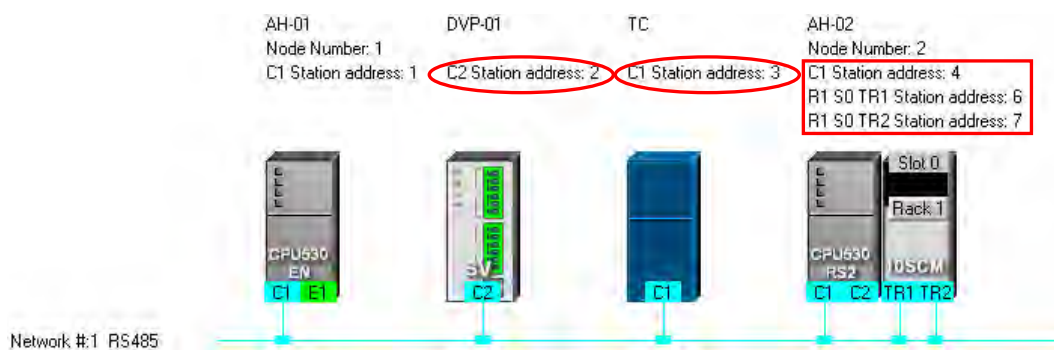 AH-01
Node Number: 1
C1 Station address: 1
DVP-01
C2 Station address: 2
TC
C1 Station address: 3
AH-02
Node Number: 2
C1 Station address: 4
R1 S0 TR1 Station address: 6
R1 S0 TR2 Station address: 7
CPU530
EN
C1 E1
SV
C2
C1
CPU530
RS2
C1 C2
Slot 0
Rack 1
10SCM
TR1 TR2
Network #:1 RS485